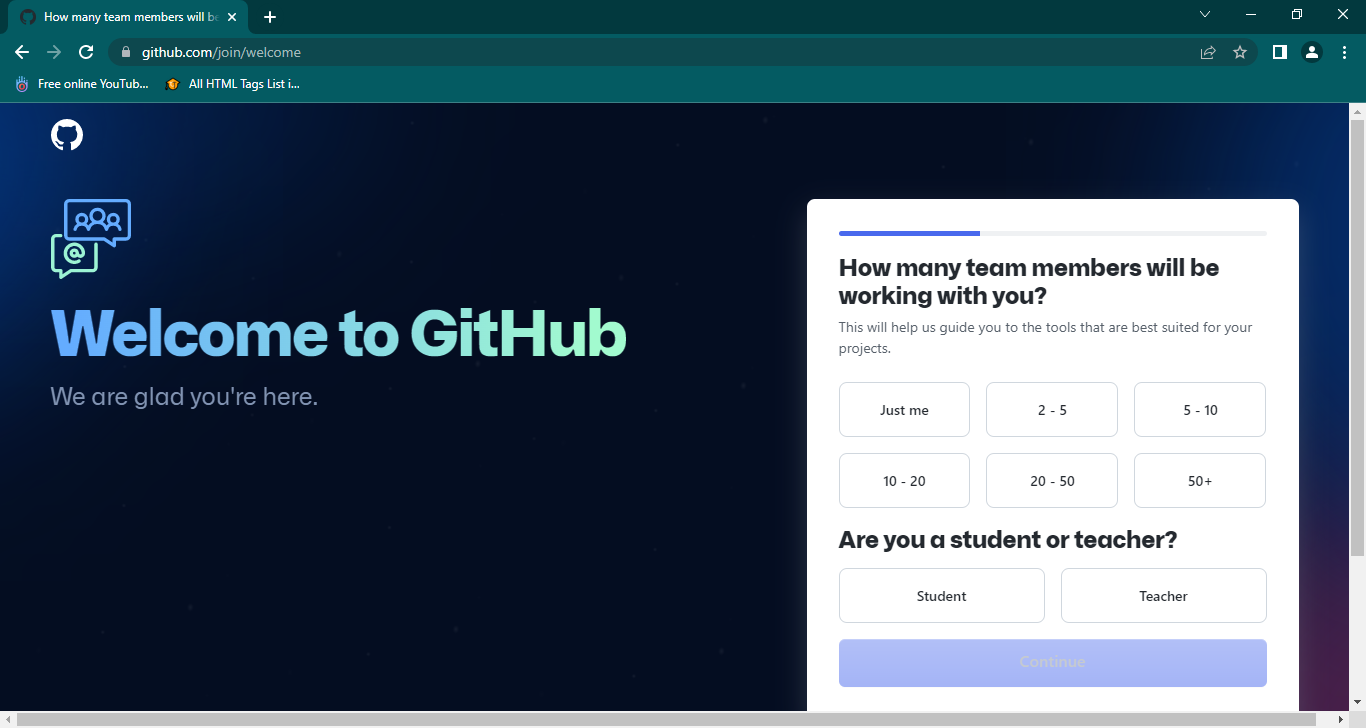 How many team members will be
github.com/join/welcome
Free online YouTub...
All HTML Tags List i...
Welcome to GitHub
We are glad you're here.
How many team members will be
working with you?
This will help us guide you to the tools that are best suited for your
projects.
Just me
2 - 5
5 - 10
10 - 20
20 - 50
50+
Are you a student or teacher?
Student
Teacher
Continue